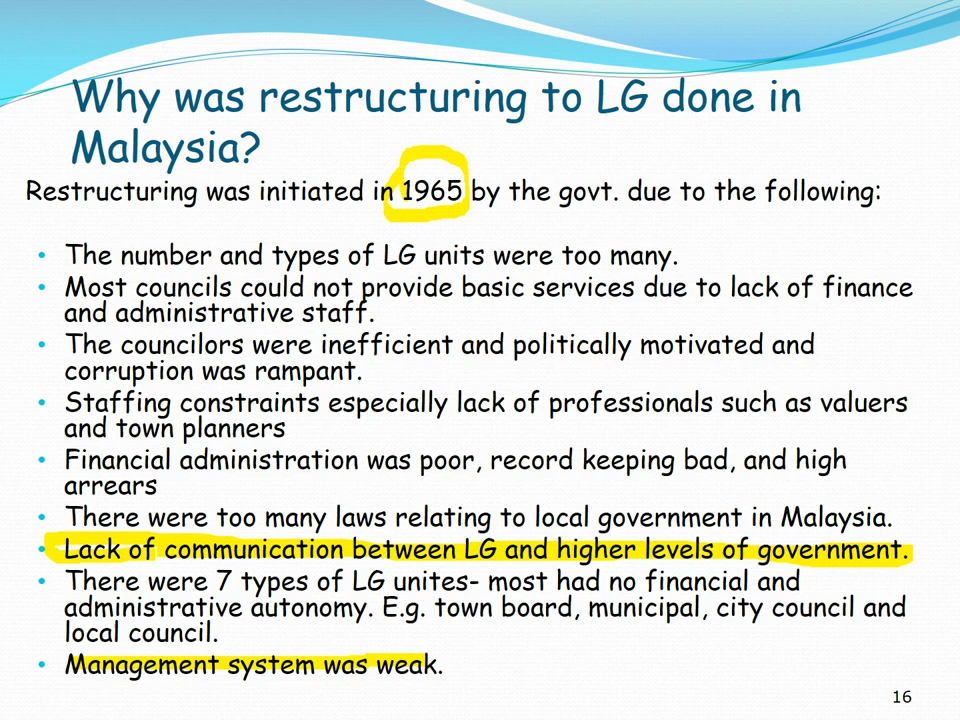 Why was restructuring to LG done in
Malaysia?
Restructuring was initiated in 1965 by the govt. due to the following:
• The number and types of LG units were too many.
• Most councils could not provide basic services due to lack of finance
and administrative staff.
• The councilors were inefficient and politically motivated and
corruption was rampant.
• Staffing constraints especially lack of professionals such as valuers
and town planners
• Financial administration was poor, record keeping bad, and high
arrears
• There were too many laws relating to local government in Malaysia.
• Lack of communication between LG and higher levels of government.
• There were 7 types of LG unites- most had no financial and
administrative autonomy. E.g. town board, municipal, city council and
local council.
• Management system was weak.
16